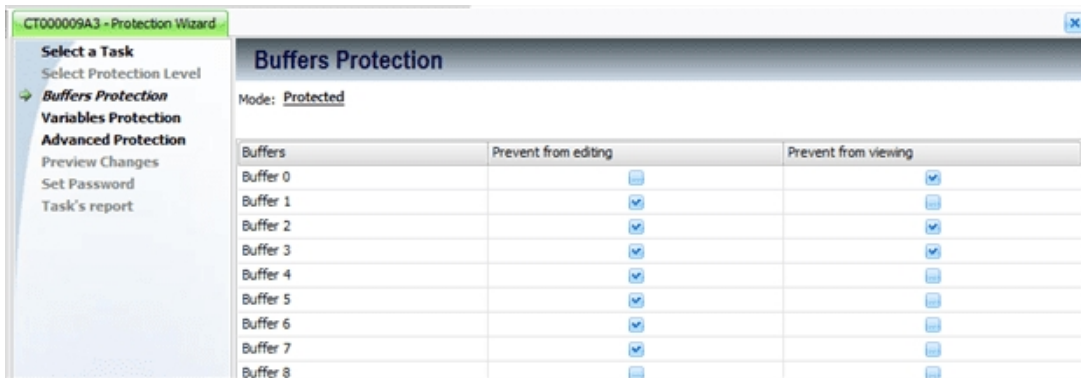 CT000009A3 - Protection Wizard
Select a Task
Select Protection Level
Buffers Protection
Variables Protection
Advanced Protection
Preview Changes
Set Password
Task's report
Buffers Protection
Mode: Protected
Buffers Prevent from editing Prevent from viewing
Buffer 0
Buffer 1
Buffer 2
Buffer 3
Buffer 4
Buffer 5
Buffer 6
Buffer 7
Buffer 8